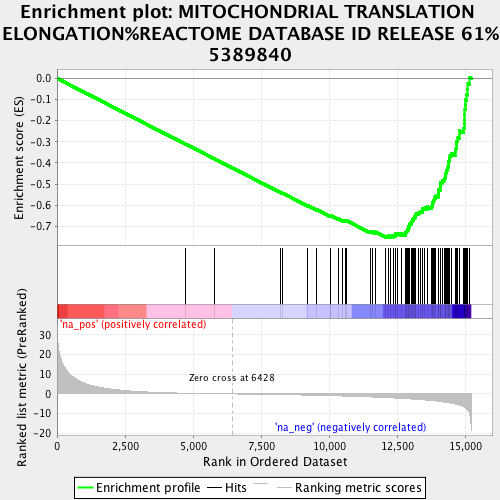 Enrichment plot: MITOCHONDRIAL TRANSLATION
ELONGATION%REACTOME DATABASE ID RELEASE 61%
5389840
Enrichment score (ES)
0.0
-0.1
-0.2
-0.3
-0.4
-0.5
-0.6
-0.7
'na_pos' (positively correlated)
Ranked list metric (PreRanked)
30
20
10
0
-10
-20
Zero cross at 6428
'na_neg' (negatively correlated)
0
2,500
5,000
7,500
10,000
12,500
15,000
Rank in Ordered Dataset
Enrichment profile
Hits
Ranking metric scores